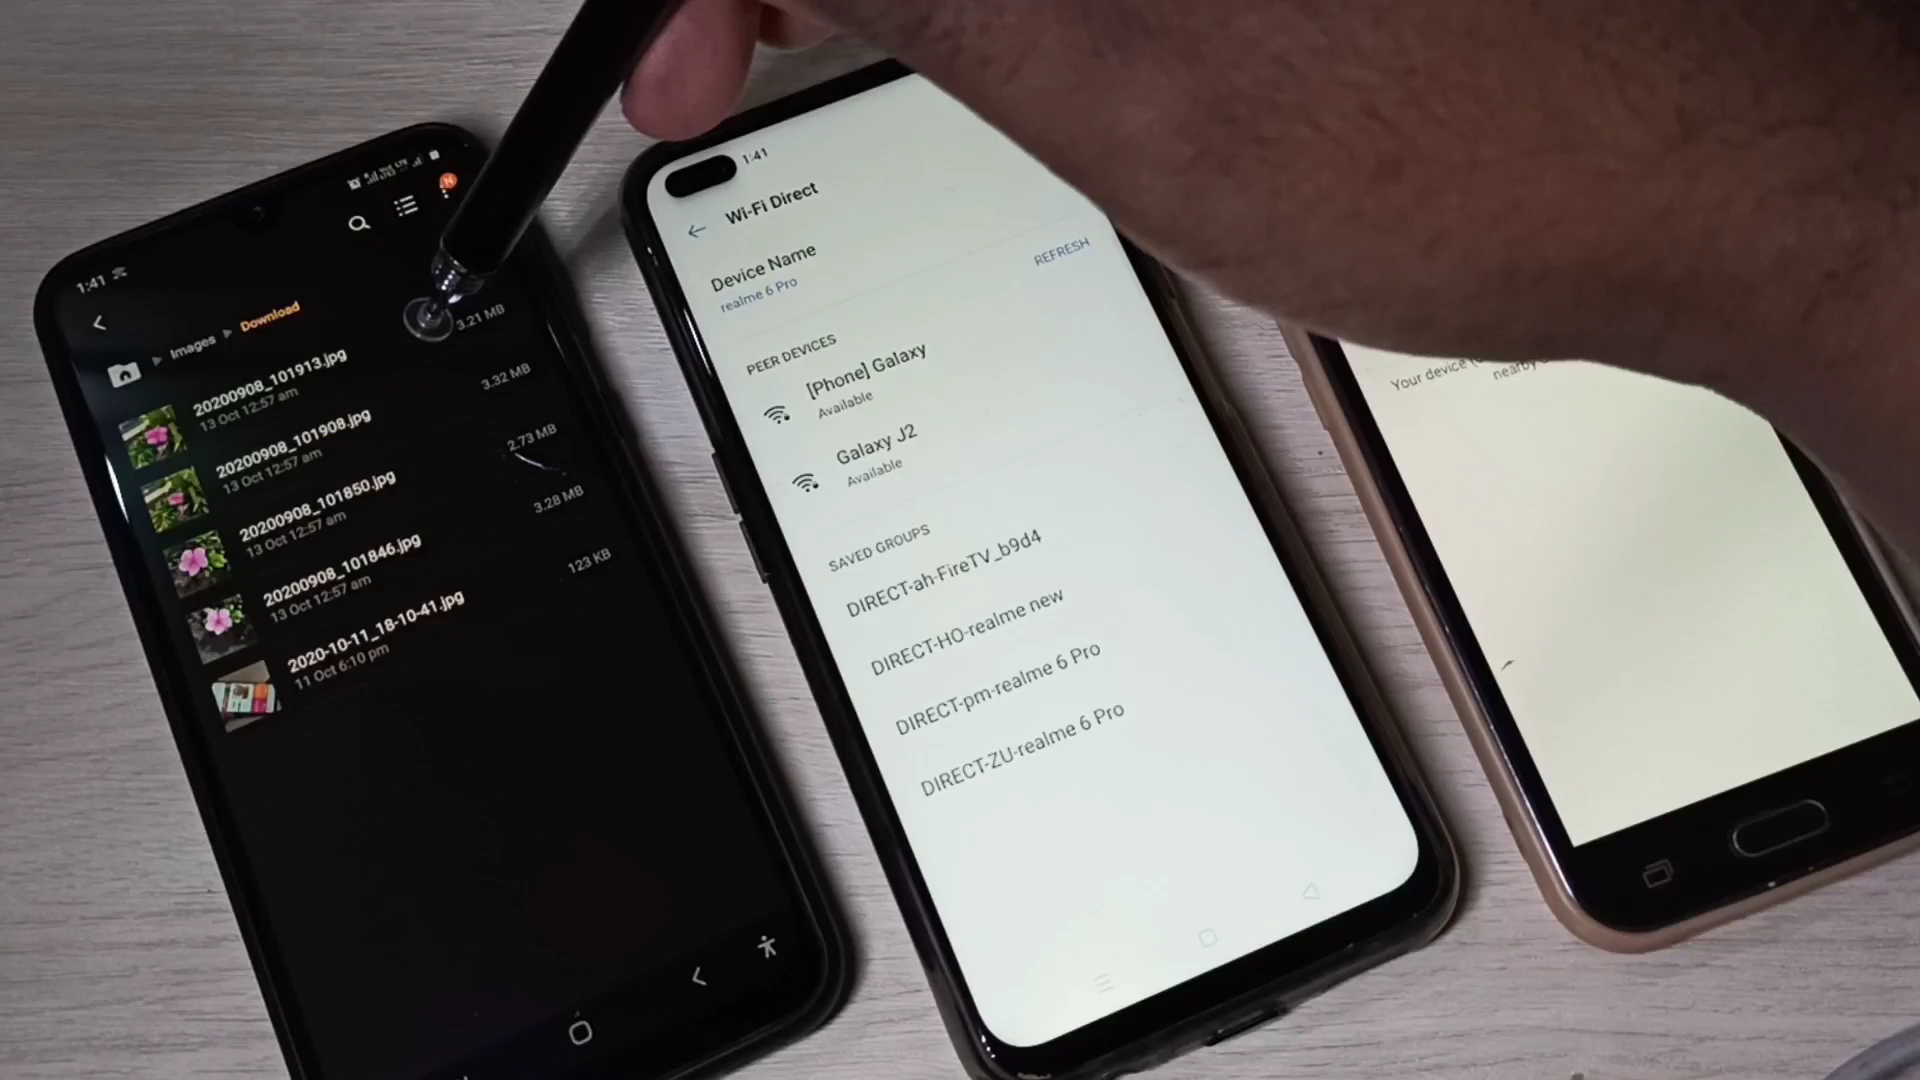 1:41
Images
Download
20200908_101913.jpg
13 Oct 12:57 am
3.21 MB
20200908_101908.jpg
13 Oct 12:57 am
3.32 MB
20200908_101850.jpg
13 Oct 12:57 am
2.73 MB
20200908_101846.jpg
13 Oct 12:57 am
3.28 MB
2020-10-11_18-10-41.jpg
11 Oct 6:10 pm
123 KB
N
1:41
Wi-Fi Direct
Device Name
realme 6 Pro
REFRESH
PEER DEVICES
[Phone] Galaxy
Available
Galaxy J2
Available
SAVED GROUPS
DIRECT-ah-FireTV_b9d4
DIRECT-HO-realme new
DIRECT-pm-realme 6 Pro
DIRECT-ZU-realme 6 Pro
Your device
nearby